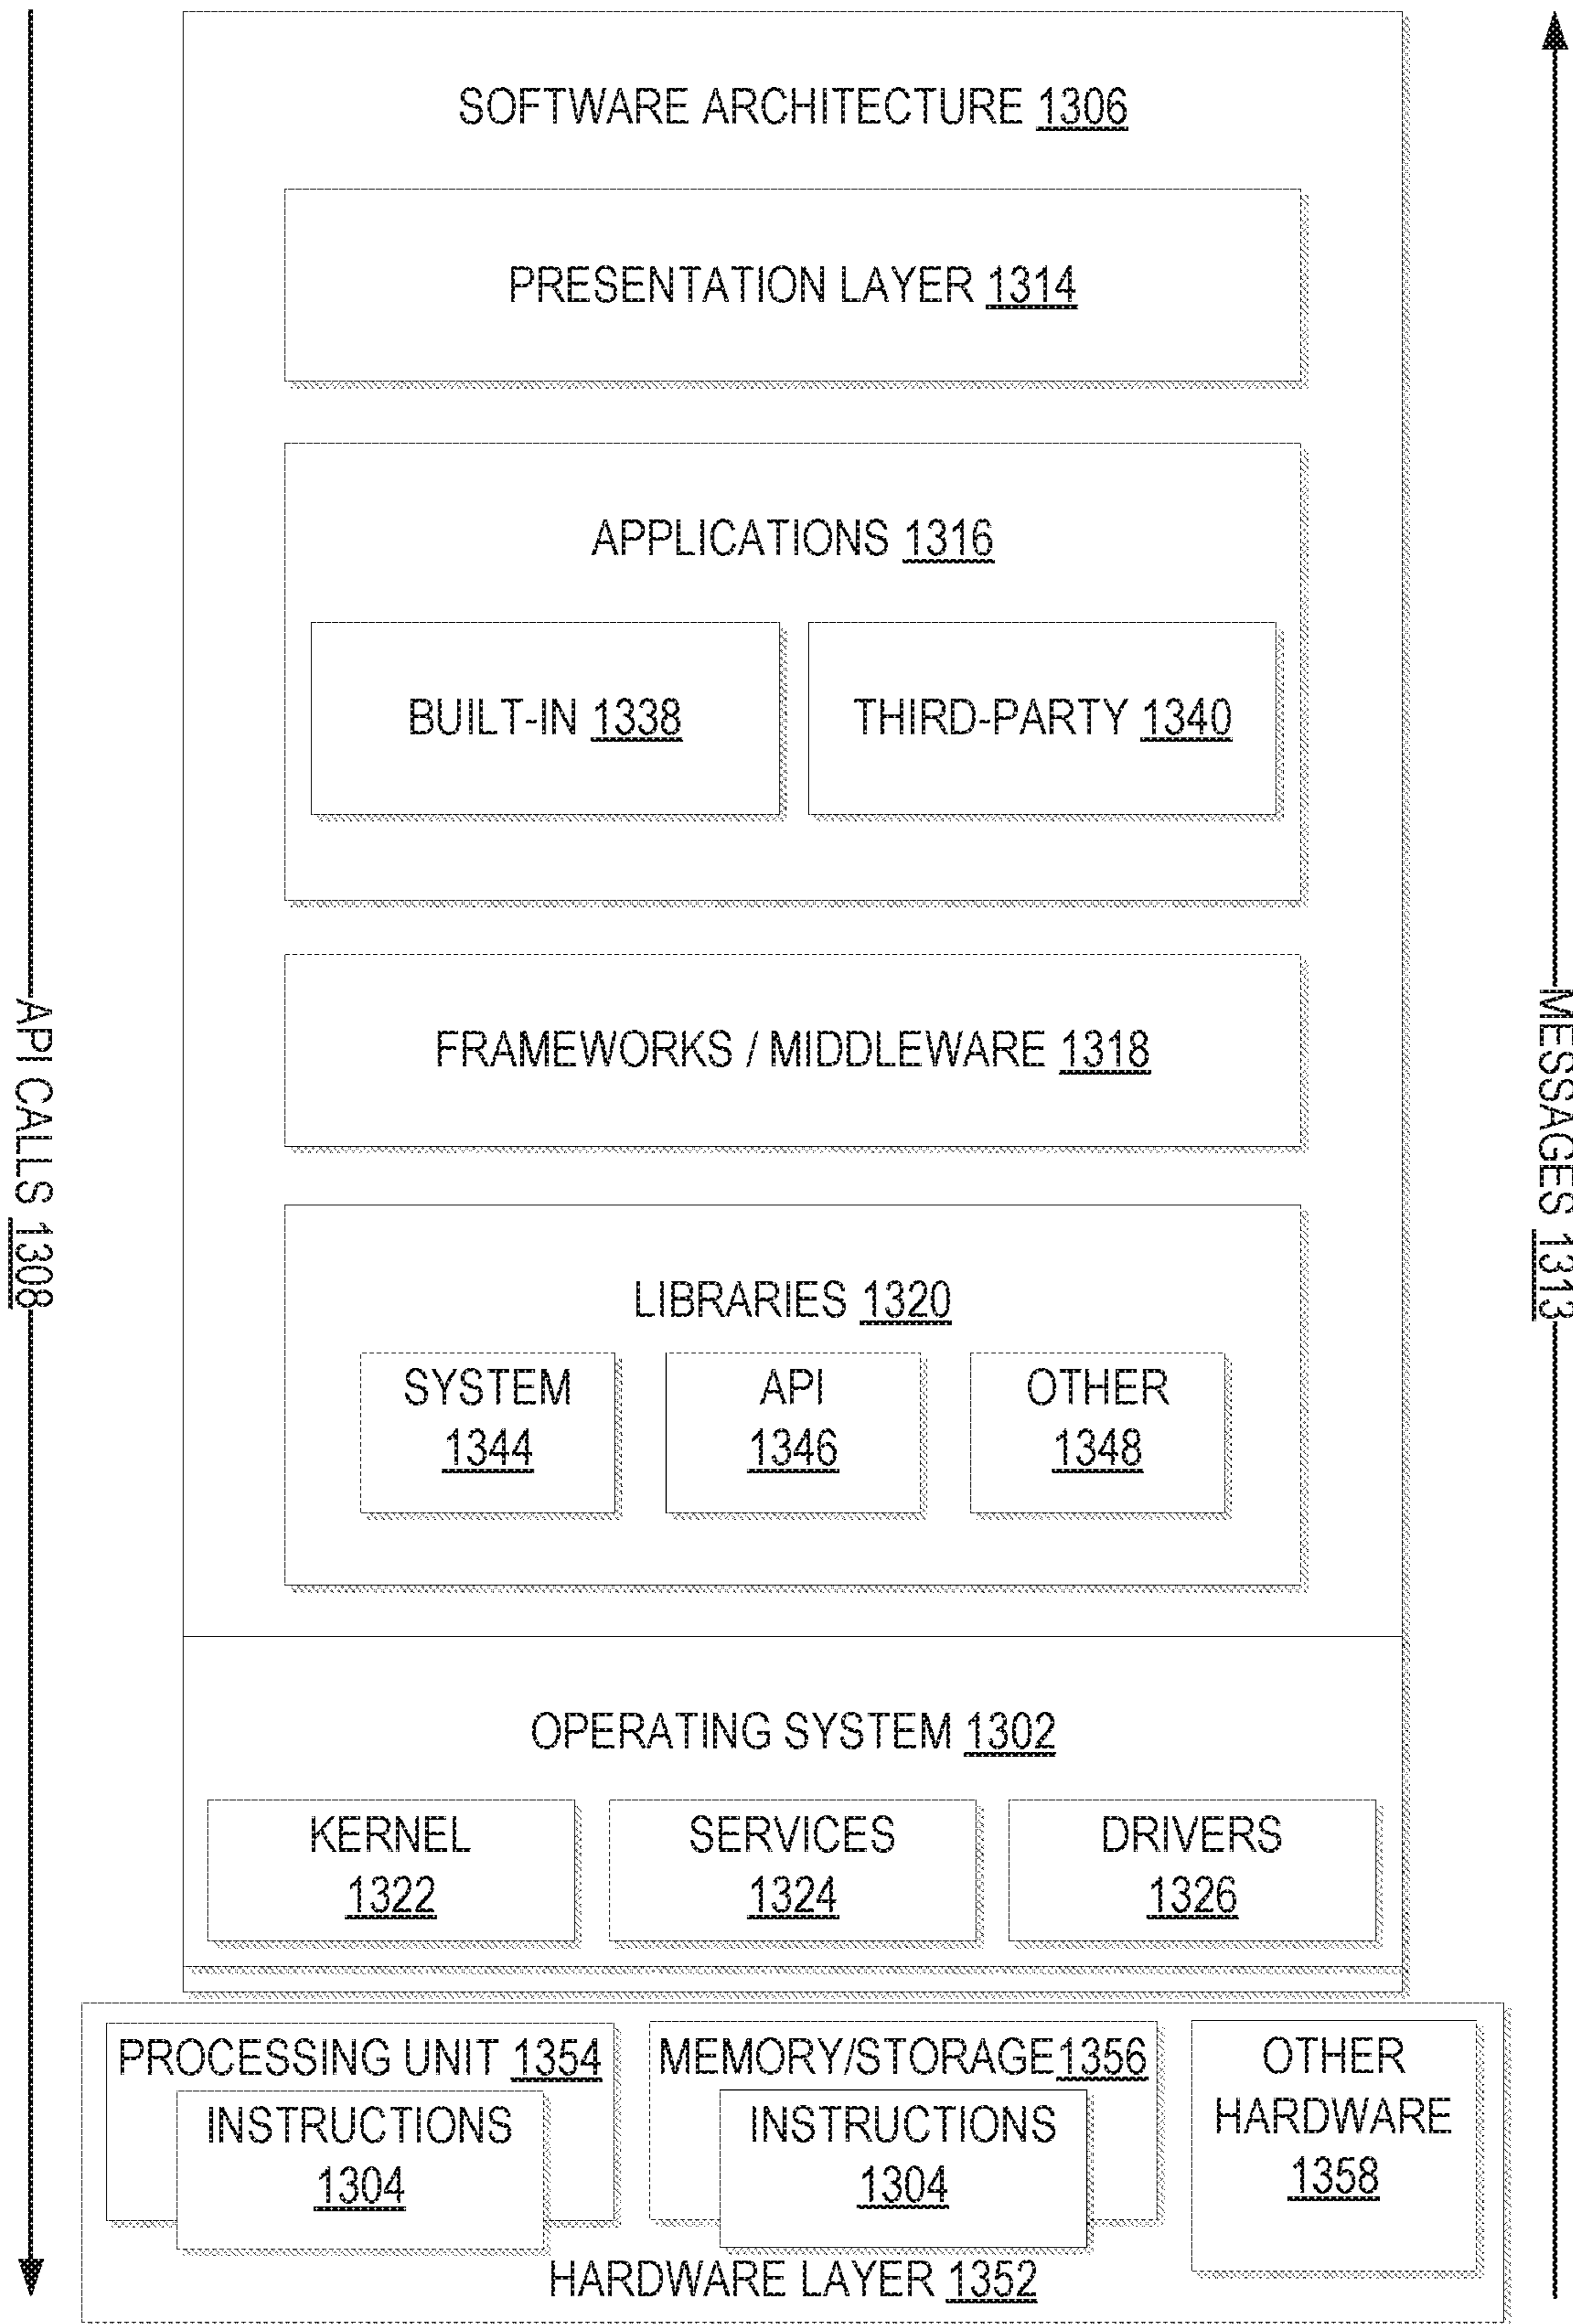 SOFTWARE ARCHITECTURE 1306
PRESENTATION LAYER 1314
APPLICATIONS 1316
BUILT-IN 1338
THIRD-PARTY 1340
FRAMEWORKS / MIDDLEWARE 1318
API CALLS 1308
MESSAGES 1313
LIBRARIES 1320
SYSTEM
1344
API
1346
OTHER
1348
OPERATING SYSTEM 1302
KERNEL
1322
SERVICES
1324
DRIVERS
1326
PROCESSING UNIT 1354
INSTRUCTIONS
1304
MEMORY/STORAGE1356
INSTRUCTIONS
1304
OTHER
HARDWARE
1358
HARDWARE LAYER 1352